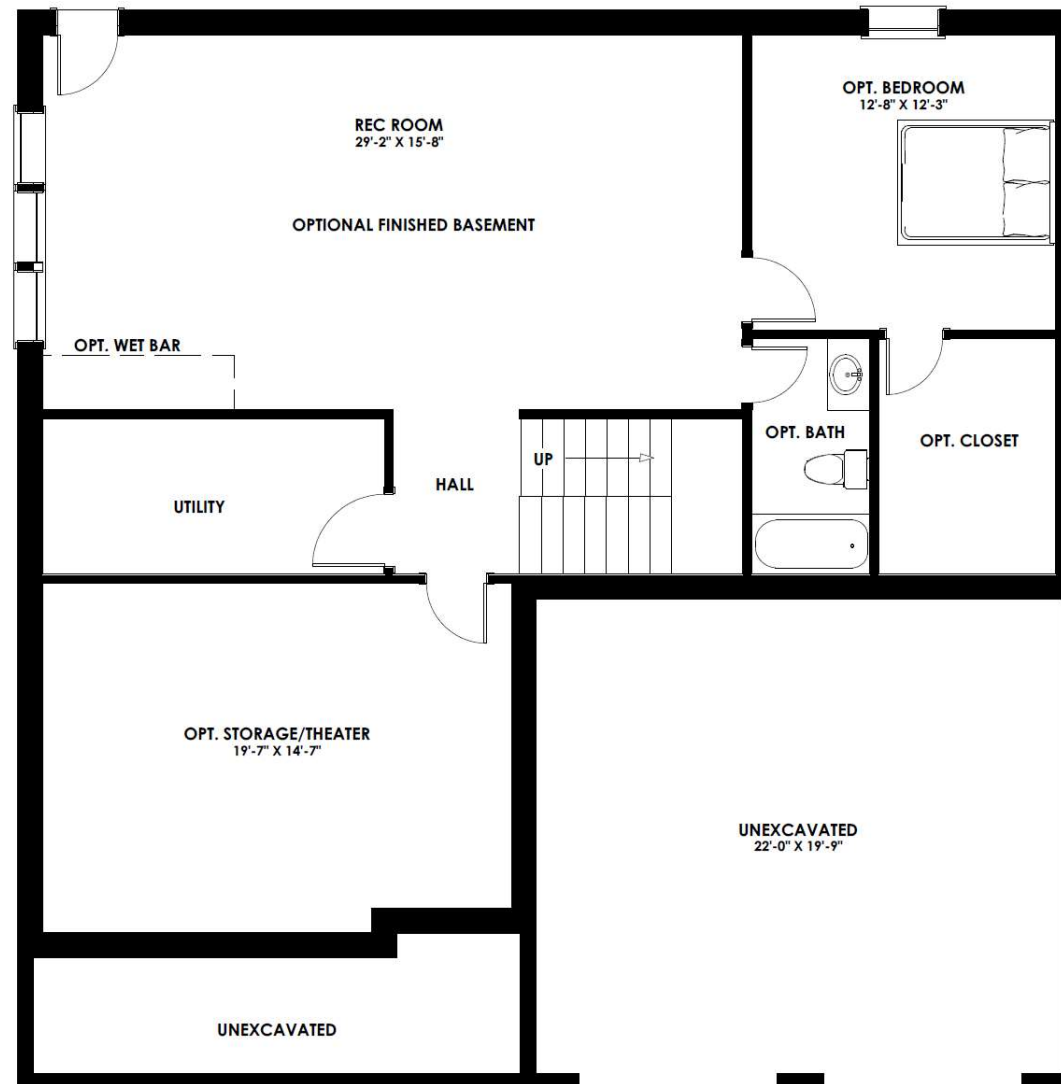 OPT. BEDROOM
12'-8" X 12'-3"
REC ROOM
29'-2" X 15'-8"
OPTIONAL FINISHED BASEMENT
OPT. WET BAR
OPT. BATH
OPT. CLOSET
UP
HALL
UTILITY
OPT. STORAGE/THEATER
19'-7" X 14'-7"
UNEXCAVATED
22'-0" X 19'-9"
UNEXCAVATED